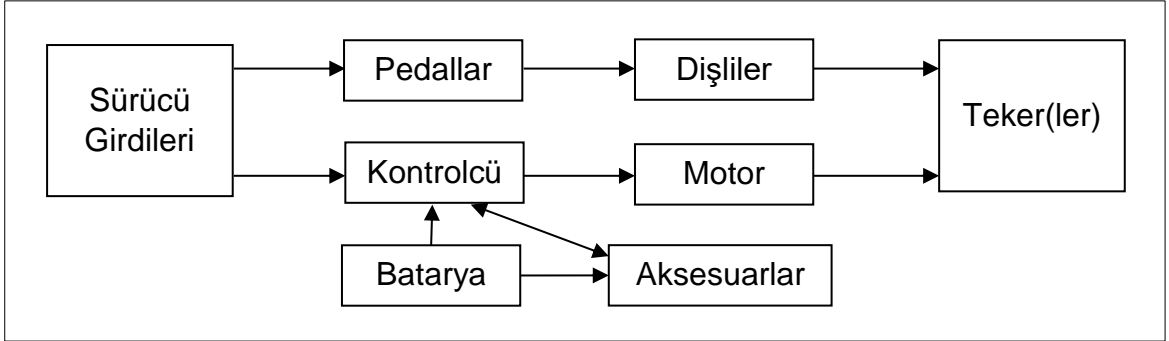 Sürücü
Girdileri
Pedallar
Dişliler
Teker(ler)
Kontrolcü
Motor
Batarya
Aksesuarlar